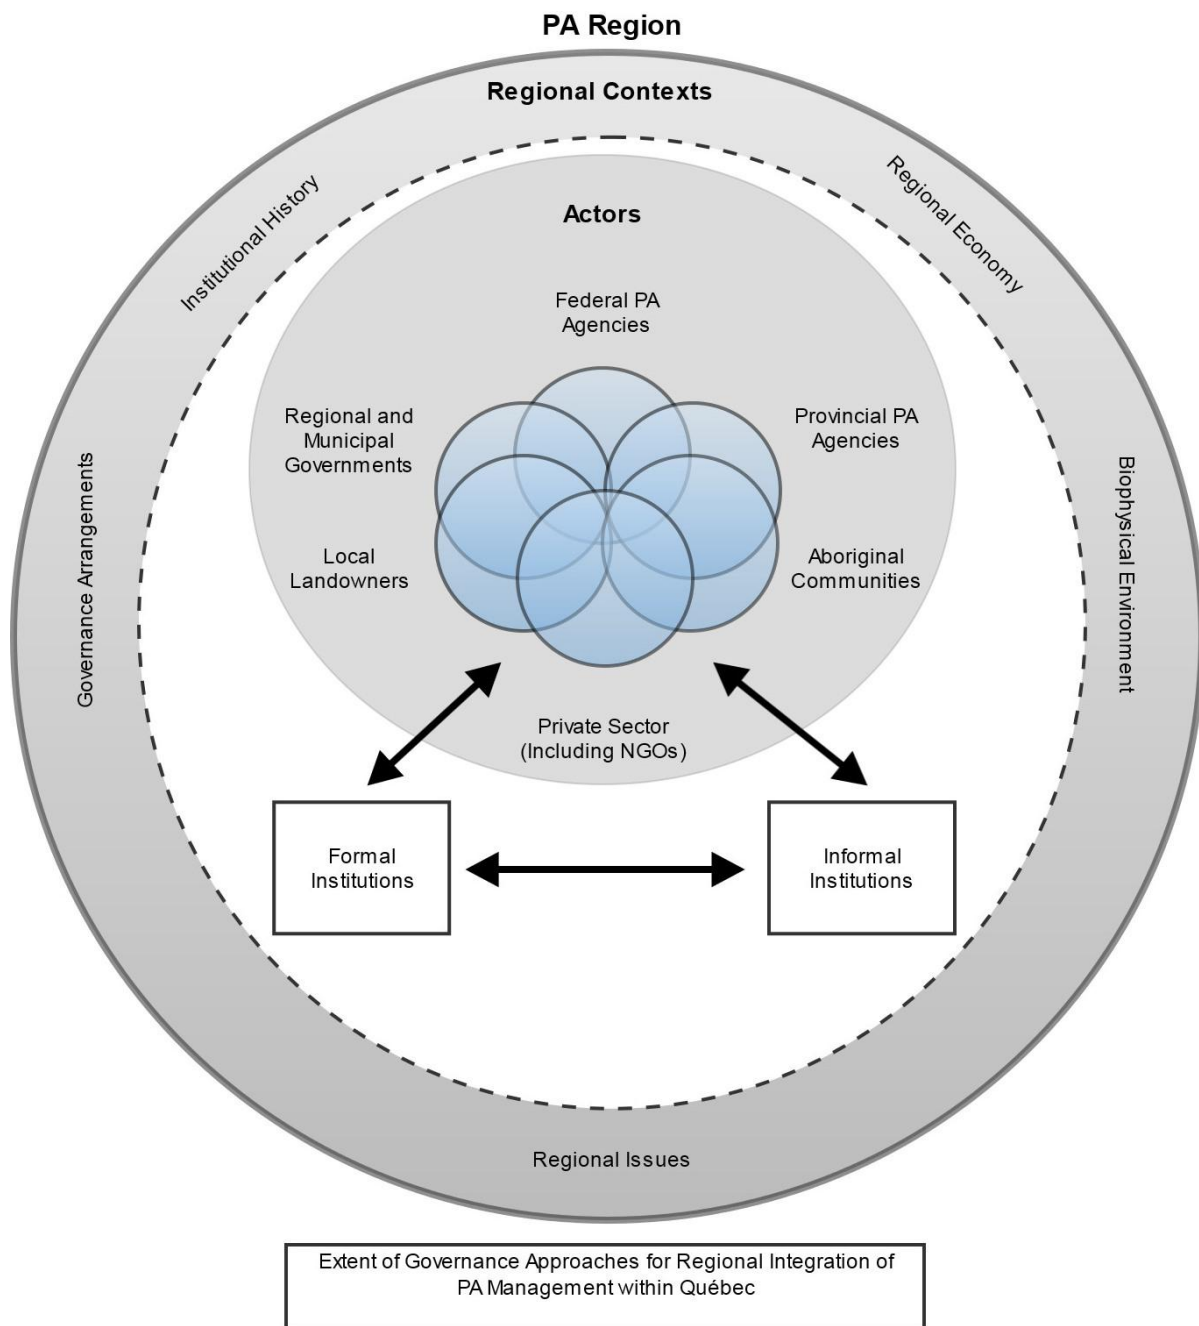 PA Region
Regional Contexts
Institutional History
Regional Economy
Actors
Federal PA
Agencies
Regional and
Municipal
Governments
Provincial PA
Agencies
Governance Arrangements
Biophysical Environment
Local
Landowners
Aboriginal
Communities
Private Sector
(Including NGOs)
Formal
Institutions
Informal
Institutions
Regional Issues
Extent of Governance Approaches for Regional Integration of
PA Management within Québec